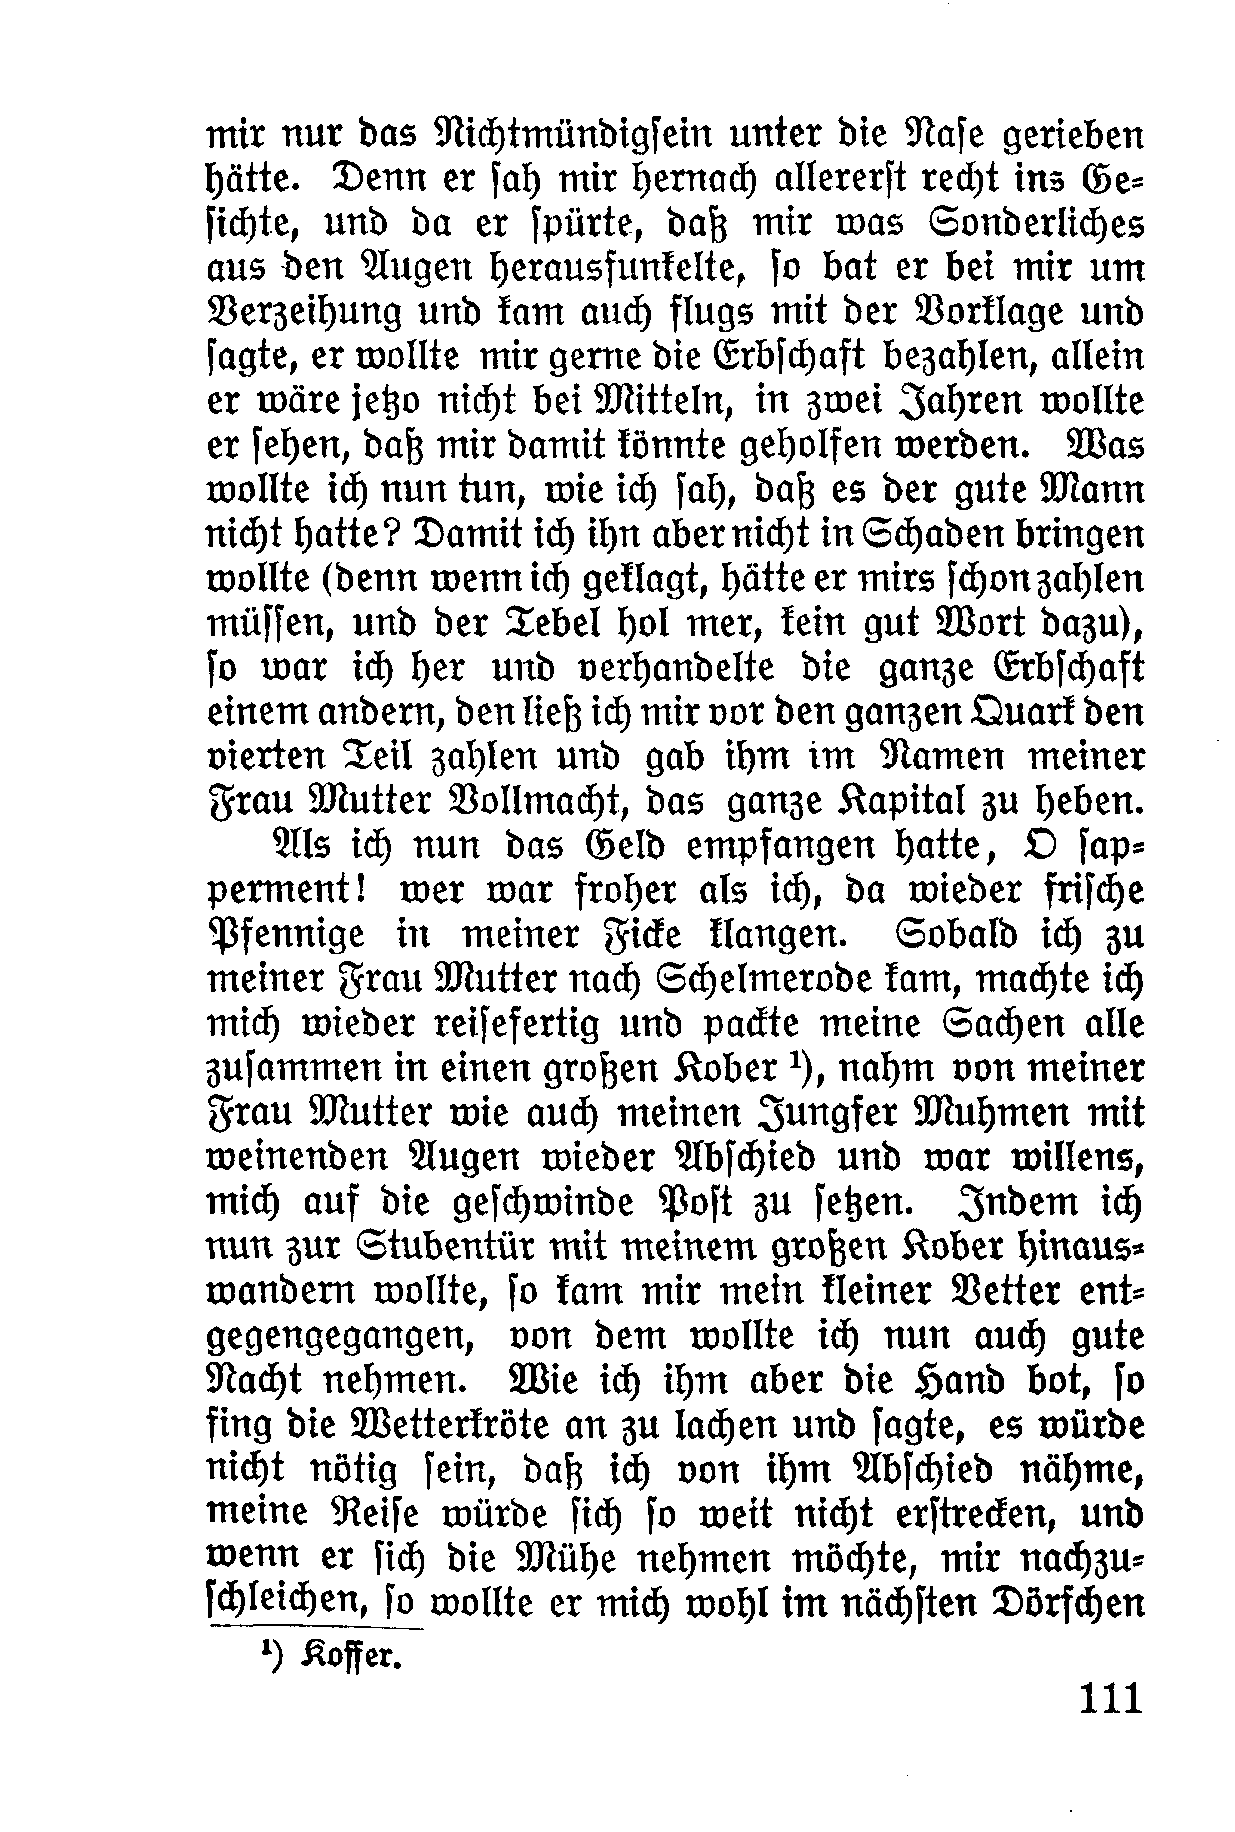 mir nur das Nichtmündigsein unter die Nase gerieben
hätte. Denn er sah mir hernach allererst recht ins Ge-
sichte, und da er spürte, daß mir was Sonderliches
aus den Augen herausfunkelte, so bat er bei mir um
Verzeihung und kam auch flugs mit der Vorklage und
sagte, er wollte mir gerne die Erbschaft bezahlen, allein
er wäre jetzo nicht bei Mitteln, in zwei Jahren wollte
er sehen, daß mir damit könnte geholfen werden. Was
wollte ich nun tun, wie ich sah, daß es der gute Mann
nicht hatte? Damit ich ihn aber nicht in Schaden bringen
wollte (denn wenn ich geklagt, hätte er mirs schon zahlen
müssen, und der Tebel hol mer, kein gut Wort dazu),
so war ich her und verhandelte die ganze Erbschaft
einem andern, den ließ ich mir vor den ganzen Quark den
vierten Teil zahlen und gab ihm im Namen meiner
Frau Mutter Vollmacht, das ganze Kapital zu heben.
Als ich nun das Geld empfangen hatte, O sap-
perment! wer war froher als ich, da wieder frische
Pfennige in meiner Ficke klangen. Sobald ich zu
meiner Frau Mutter nach Schelmerode kam, machte ich
mich wieder reisefertig und packte meine Sachen alle
zusammen in einen großen Kober ¹), nahm von meiner
Frau Mutter wie auch meinen Jungfer Muhmen mit
weinenden Augen wieder Abschied und war willens,
mich auf die geschwinde Post zu setzen. Indem ich
nun zur Stubentür mit meinem großen Kober hinaus-
wandern wollte, so kam mir mein kleiner Vetter ent-
gegengegangen, von dem wollte ich nun auch gute
Nacht nehmen. Wie ich ihm aber die Hand bot, so
fing die Wetterkröte an zu lachen und sagte, es würde
nicht nötig sein, daß ich von ihm Abschied nähme,
meine Reise würde sich so weit nicht erstrecken, und
wenn er sich die Mühe nehmen möchte, mir nachzu-
schleichen, so wollte er mich wohl im nächsten Dörfchen
¹) Koffer.
111